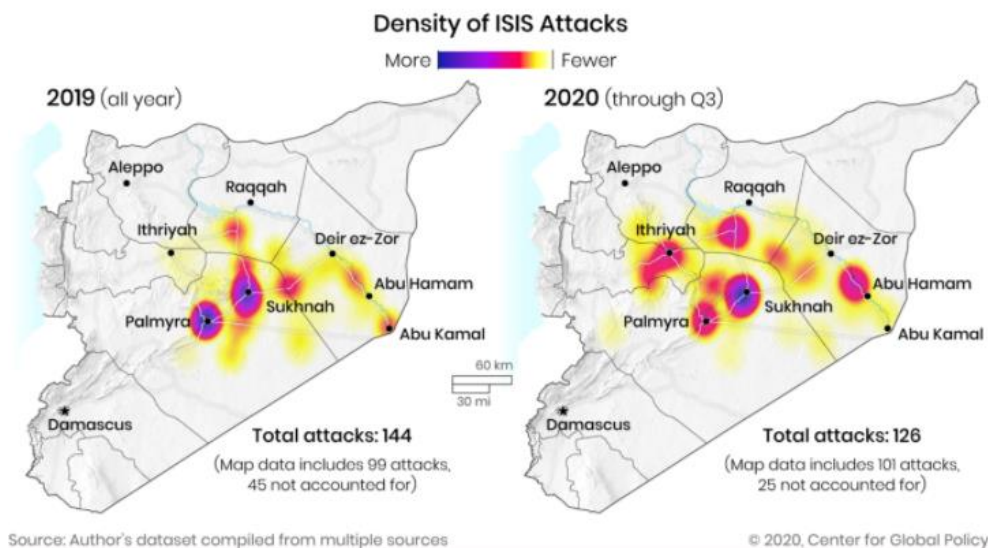 Density of ISIS Attacks
More Fewer
2019 (all year)
Aleppo
Raqqah
Ithriyah
Deir ez-Zor
Abu Hamam
Sukhnah
Palmyra
Abu Kamal
Damascus
Total attacks: 144
(Map data includes 99 attacks,
45 not accounted for)
60 km
30 mi
2020 (through Q3)
Aleppo
Raqqah
Ithriyah
Deir ez-Zor
Abu Hamam
Sukhnah
Palmyra
Abu Kamal
Damascus
Total attacks: 126
(Map data includes 101 attacks,
25 not accounted for)
Source: Author's dataset compiled from multiple sources
© 2020, Center for Global Policy